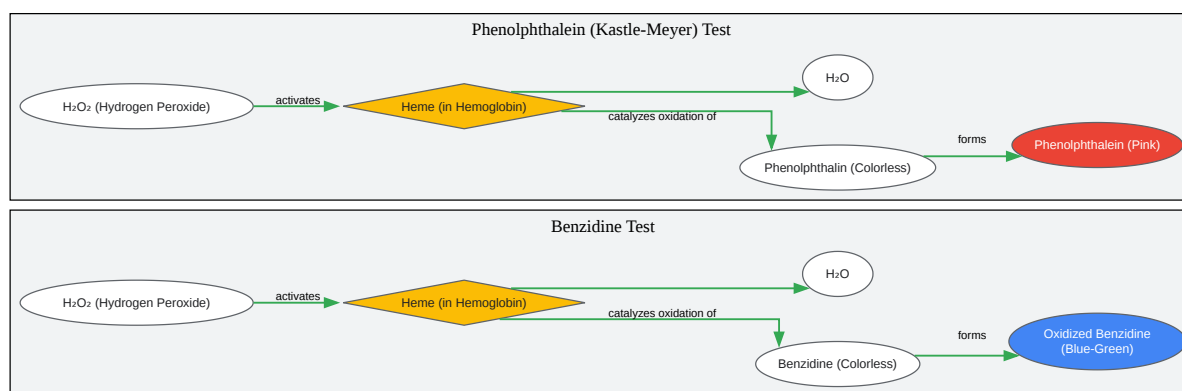 Phenolphthalein (Kastle-Meyer) Test
H₂O
H₂O₂ (Hydrogen Peroxide)
activates
Heme (in Hemoglobin)
catalyzes oxidation of
Phenolphthalin (Colorless)
forms
Phenolphthalein (Pink)
Benzidine Test
H₂O
H₂O₂ (Hydrogen Peroxide)
activates
Heme (in Hemoglobin)
catalyzes oxidation of
Benzidine (Colorless)
forms
Oxidized Benzidine
(Blue-Green)